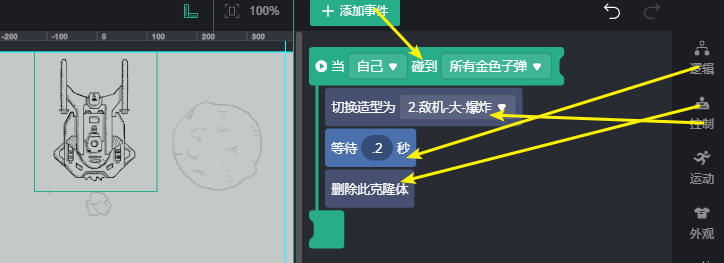 100%
+ 添加事件
-200 -100 0 100 200 300
当 自己 碰到 所有金色子弹
切换造型为 2.敌机-大-爆炸
等待 .2 秒
删除此克隆体
逻辑
控制
运动
外观